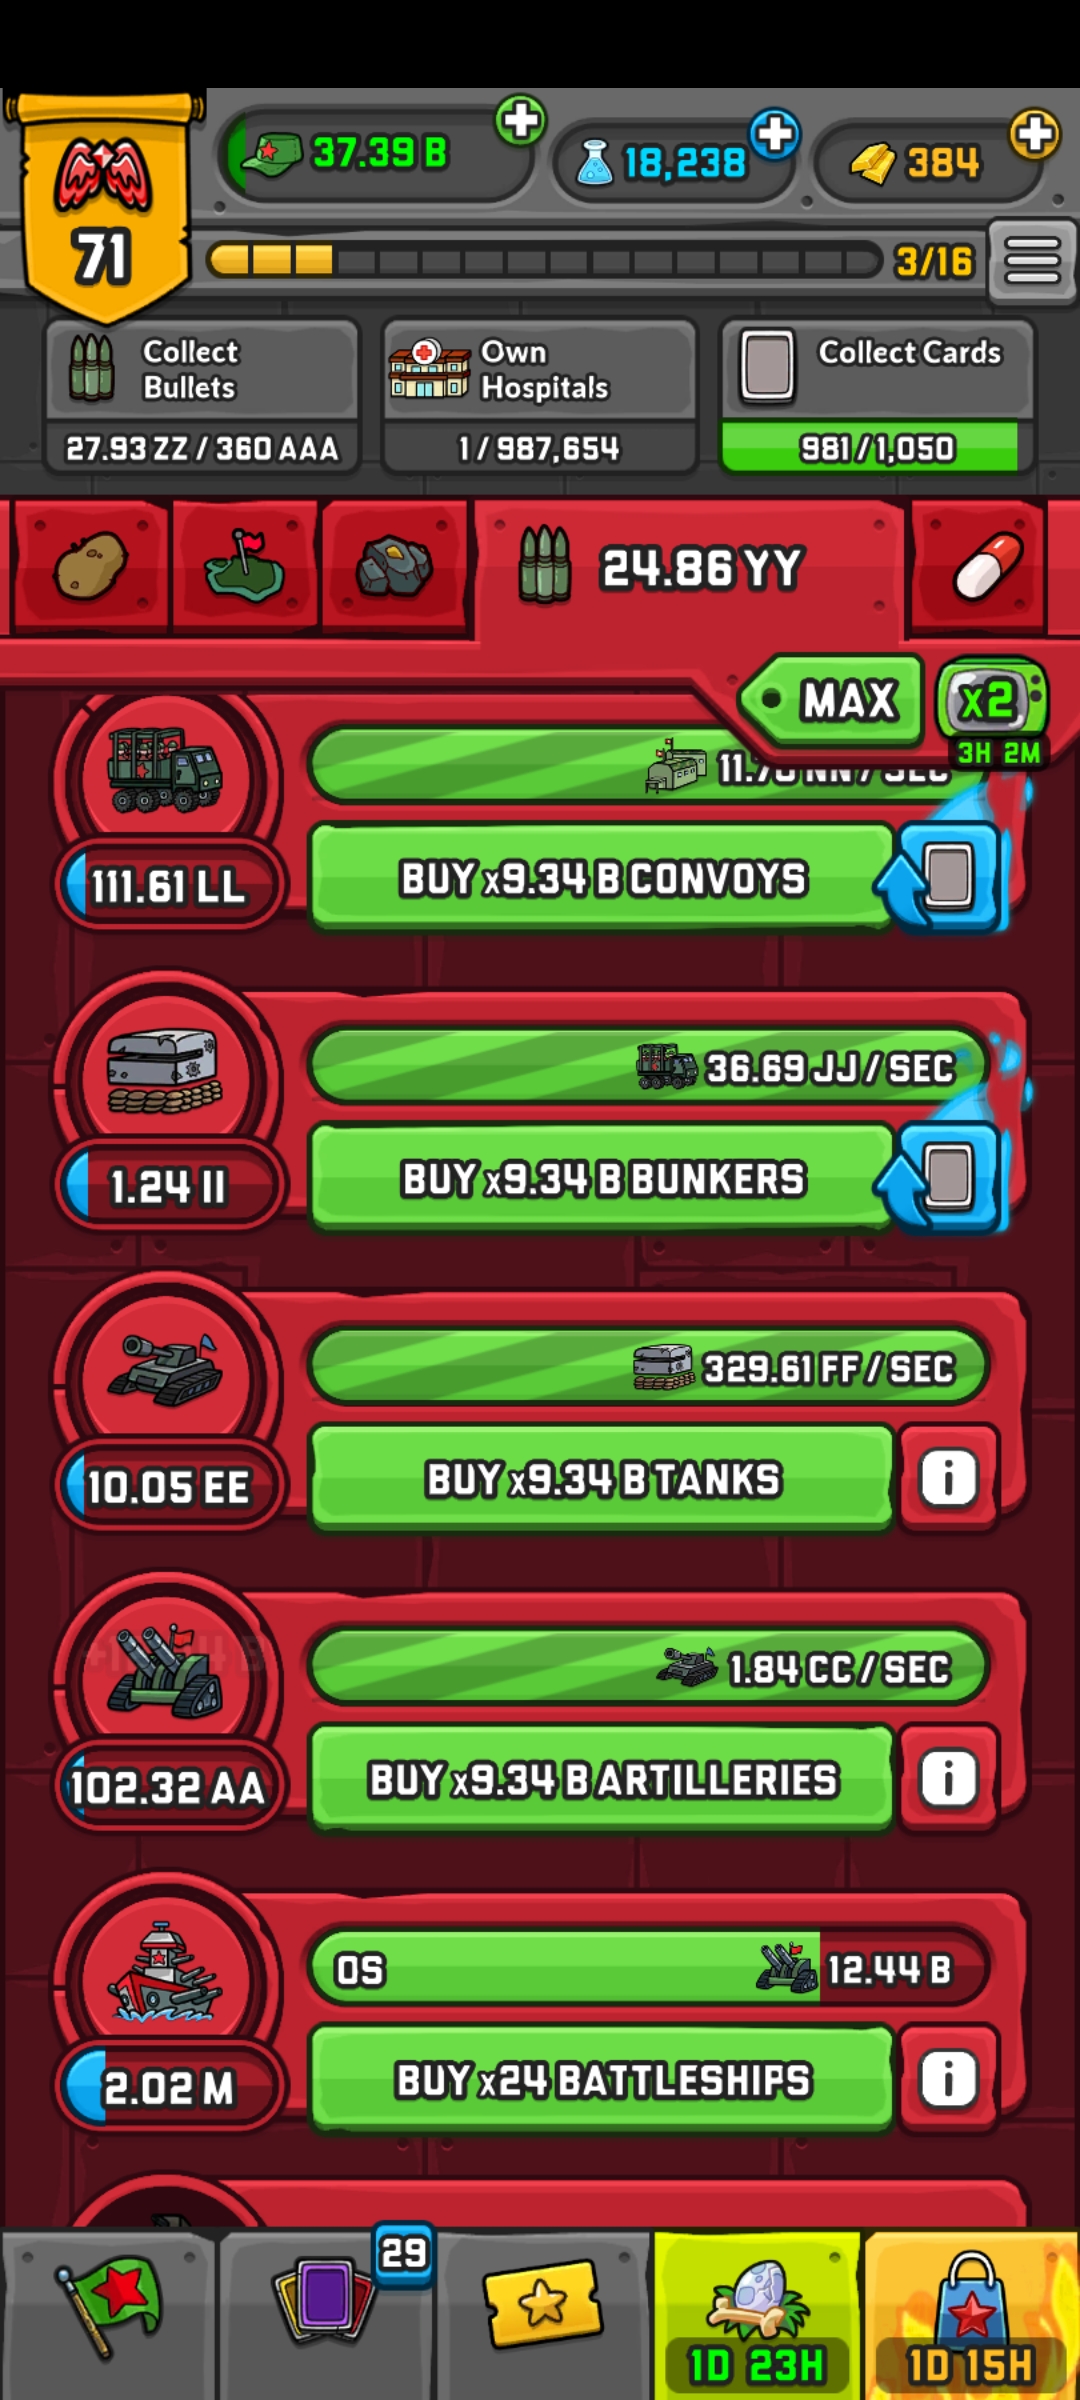 37.39 B
18,238
384
71
3/16
Collect Bullets
27.93 ZZ / 360 AAA
Own Hospitals
1 / 987,654
Collect Cards
981 / 1,050
24.86 YY
MAX
x2
3H 2M
/ SEC
111.61 LL
BUY x9.34 B CONVOYS
36.69 JJ / SEC
1.24 II
BUY x9.34 B BUNKERS
329.61 FF / SEC
10.05 EE
BUY x9.34 B TANKS
1.84 CC / SEC
102.32 AA
BUY x9.34 B ARTILLERIES
0S
12.44 B
2.02 M
BUY x24 BATTLESHIPS
29
1D 23H
1D 15H